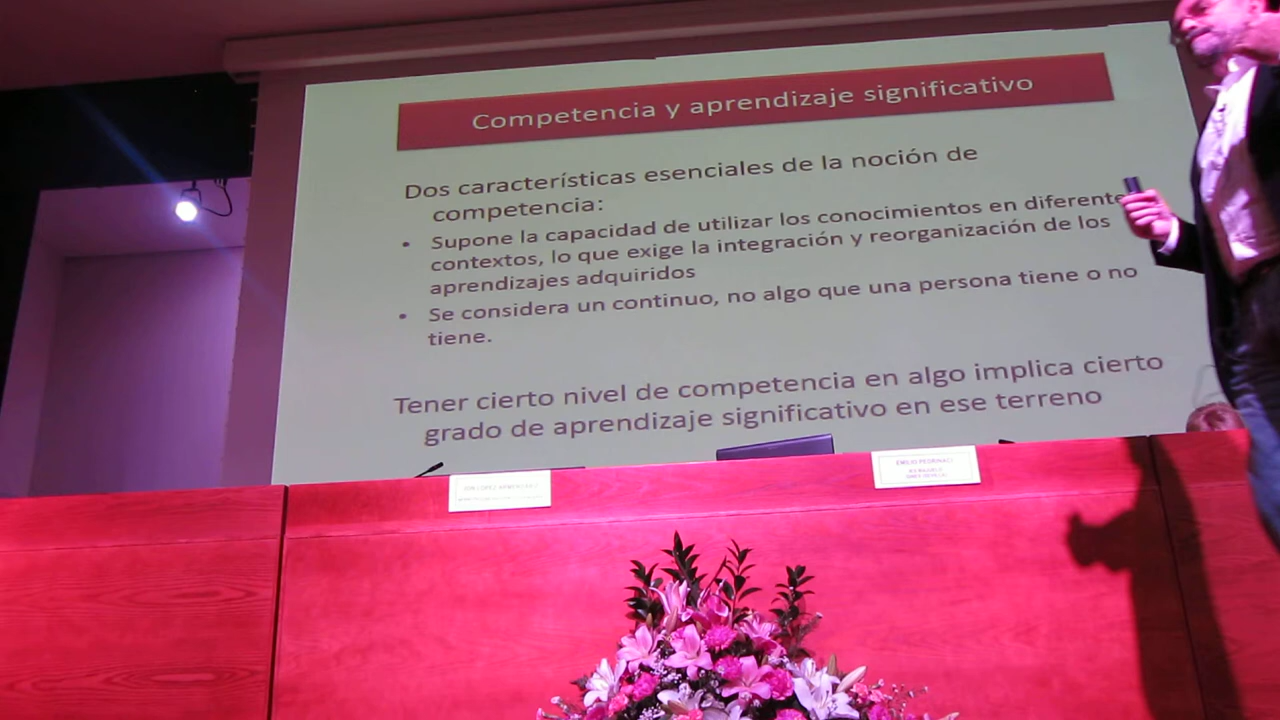 Competencia y aprendizaje significativo
Dos características esenciales de la noción de
competencia:
• Supone la capacidad de utilizar los conocimientos en diferente
contextos, lo que exige la integración y reorganización de los
aprendizajes adquiridos
• Se considera un continuo, no algo que una persona tiene o no
tiene.
Tener cierto nivel de competencia en algo implica cierto
grado de aprendizaje significativo en ese terreno
EMILIO PEDRINACI